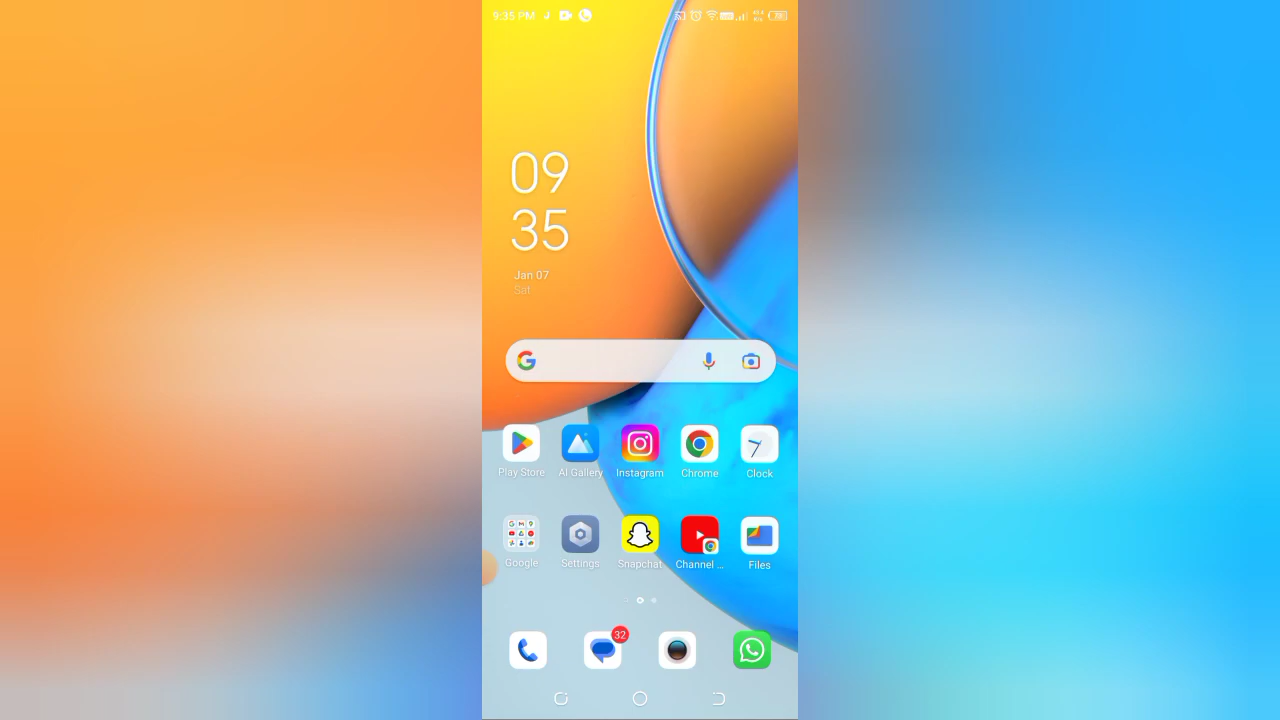 9:35 PM
09
35
Jan 07
Sat
Play Store
AI Gallery
Instagram
Chrome
Clock
Google
Settings
Snapchat
Channel ...
Files
32